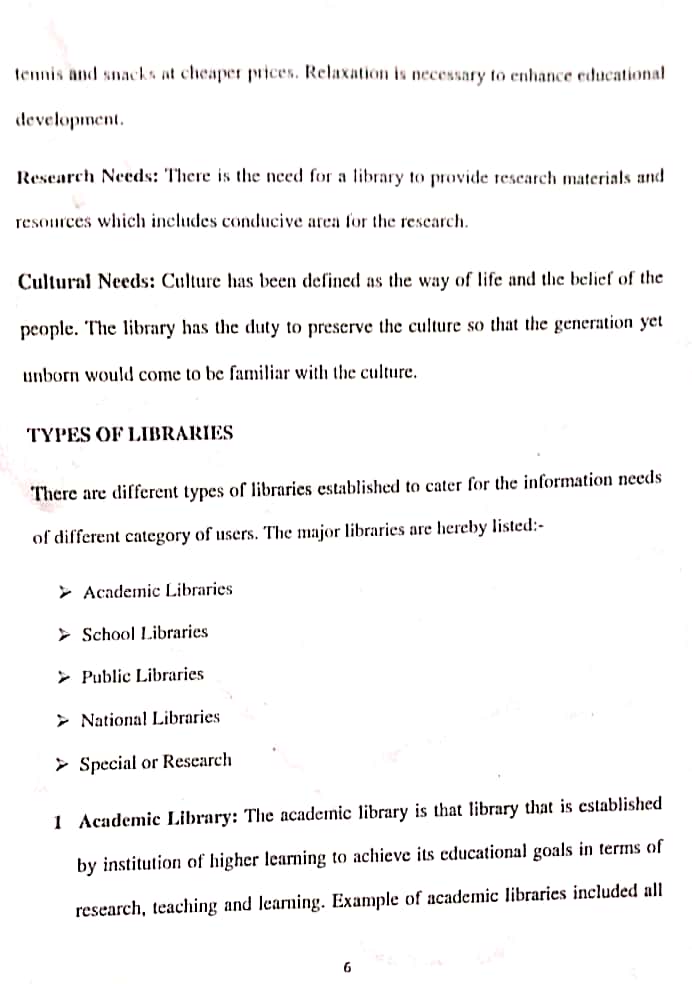 tennis and snacks at cheaper prices. Relaxation is necessary to enhance educational
development.
Research Needs: There is the need for a library to provide research materials and
resources which includes conducive area for the research.
Cultural Needs: Culture has been defined as the way of life and the belief of the
people. The library has the duty to preserve the culture so that the generation yet
unborn would come to be familiar with the culture.
TYPES OF LIBRARIES
There are different types of libraries established to cater for the information needs
of different category of users. The major libraries are hereby listed:-
➢ Academic Libraries
➢ School Libraries
➢ Public Libraries
➢ National Libraries
➢ Special or Research
1 Academic Library: The academic library is that library that is established
by institution of higher learning to achieve its educational goals in terms of
research, teaching and learning. Example of academic libraries included all
6